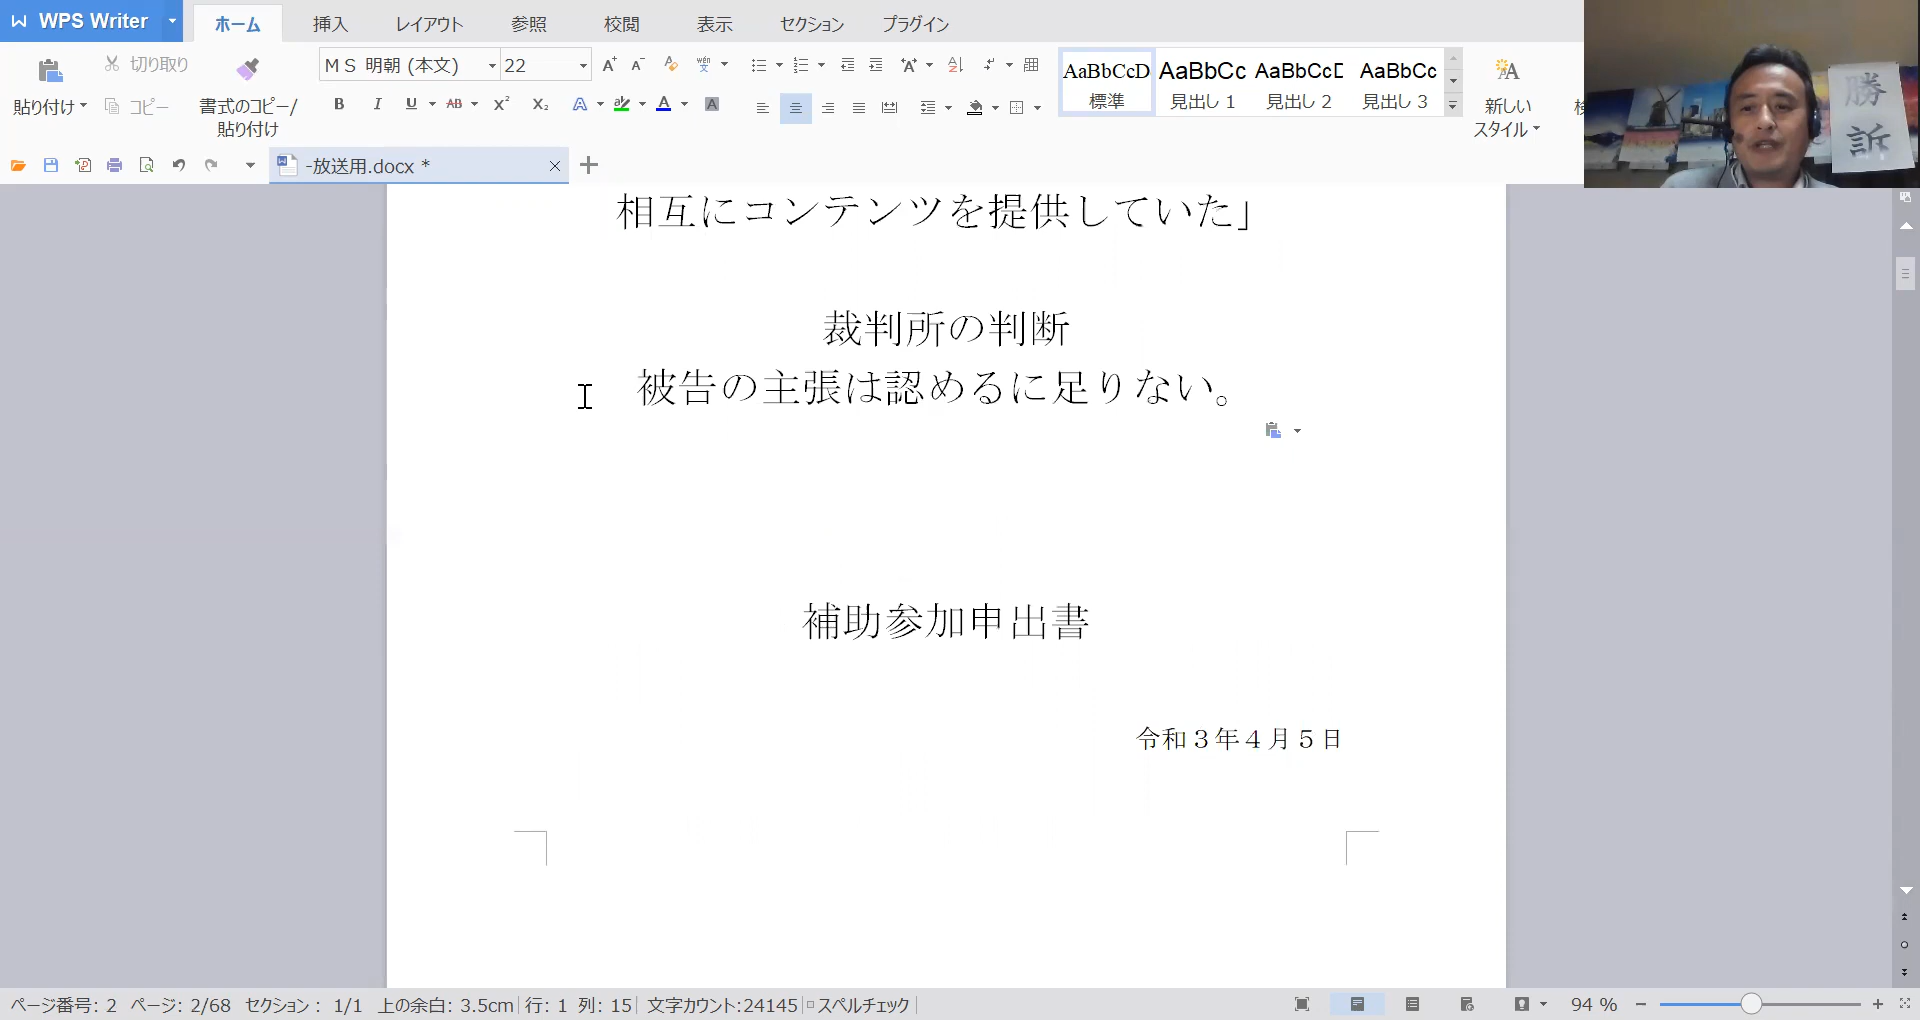 WPS Writer
ホーム
挿入
レイアウト
参照
校閲
表示
セクション
プラグイン
貼り付け
切り取り
コピー
書式のコピー/
貼り付け
ＭＳ 明朝 (本文)
22
AaBbCcD
標準
AaBbCc
見出し 1
AaBbCcD
見出し 2
AaBbCc
見出し 3
新しい
スタイル
勝
訴
-放送用.docx *
相互にコンテンツを提供していた」
裁判所の判断
被告の主張は認めるに足りない。
補助参加申出書
令和３年４月５日
ページ番号: 2 ページ: 2/68 セクション: 1/1 上の余白: 3.5cm 行: 1 列: 15 文字カウント:24145 スペルチェック
94 %